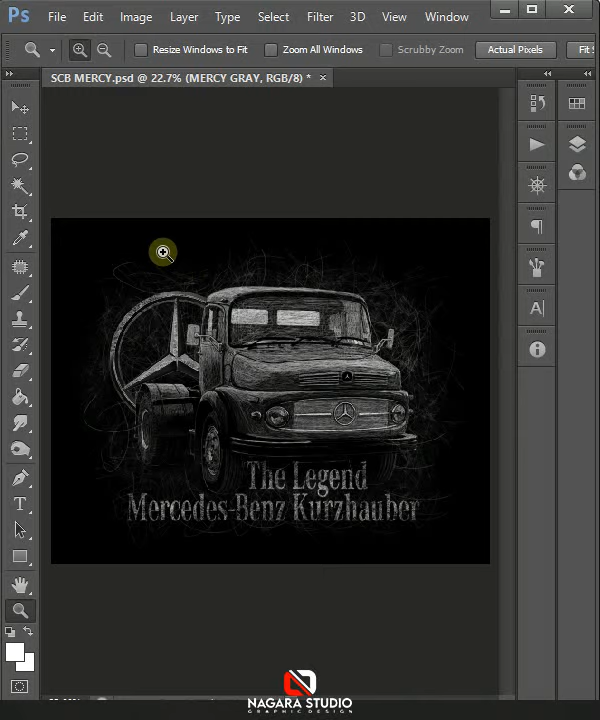 Ps File Edit Image Layer Type Select Filter 3D View Window
Resize Windows to Fit Zoom All Windows Scrubby Zoom Actual Pixels Fit S
SCB MERCY.psd @ 22.7% (MERCY GRAY, RGB/8) *
The Legend
Mercedes-Benz Kurzhauber
NAGARA STUDIO
GRAPHIC DESIGN